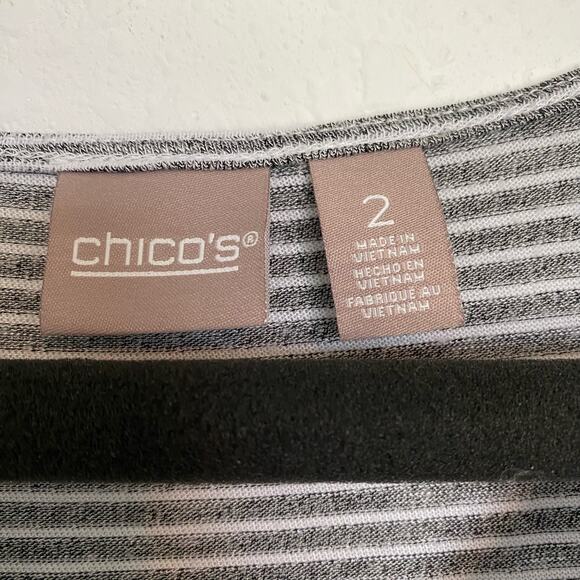 chico's®
2
MADE IN
VIETNAM
HECHO EN
VIETNAM
FABRIQUE AU
VIETNAM